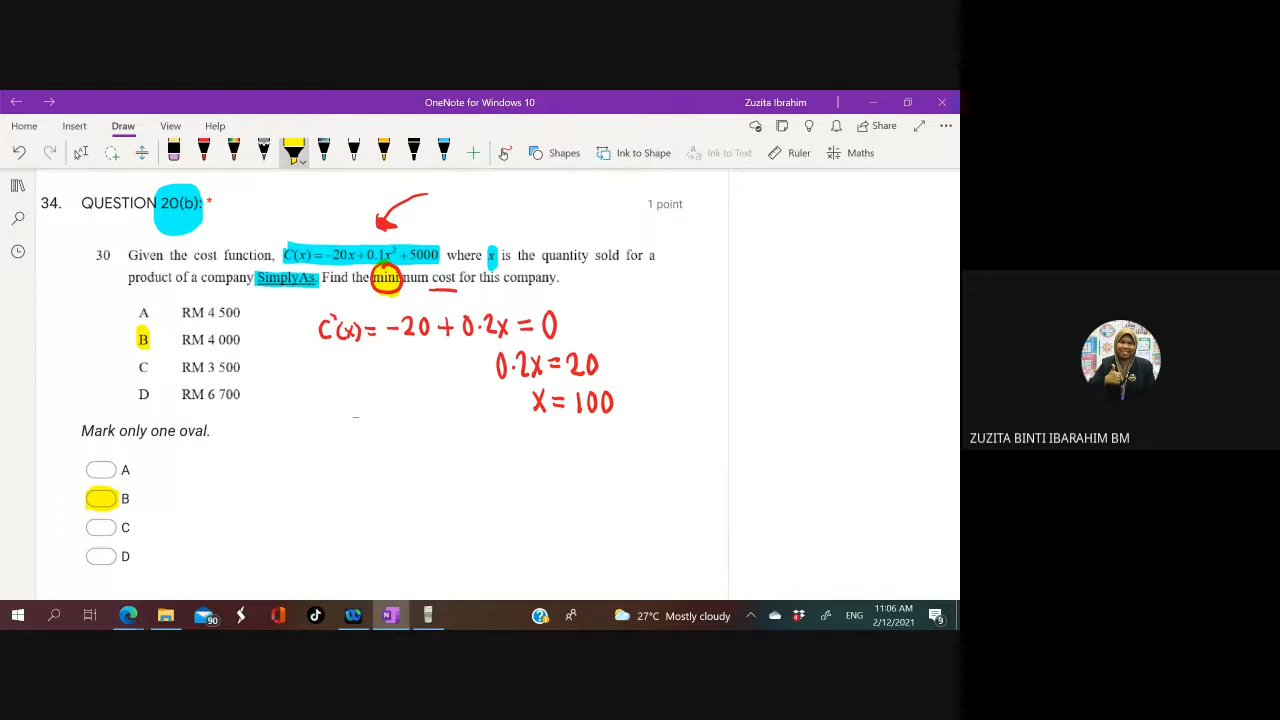 OneNote for Windows 10
Zuzita Ibrahim
Home Insert Draw View Help
Share
Shapes Ink to Shape Ink to Text Ruler Maths
34. QUESTION 20(b): * 1 point
30 Given the cost function, C(x) = −20x + 0.1x² + 5000 where x is the quantity sold for a
product of a company SimplyAs. Find the minimum cost for this company.
A RM 4 500
B RM 4 000
C RM 3 500
D RM 6 700
C'(x) = -20 + 0.2x = 0
0.2x = 20
x = 100
Mark only one oval.
A
B
C
D
ZUZITA BINTI IBARAHIM BM
90
27°C Mostly cloudy
ENG
11:06 AM
2/12/2021
9